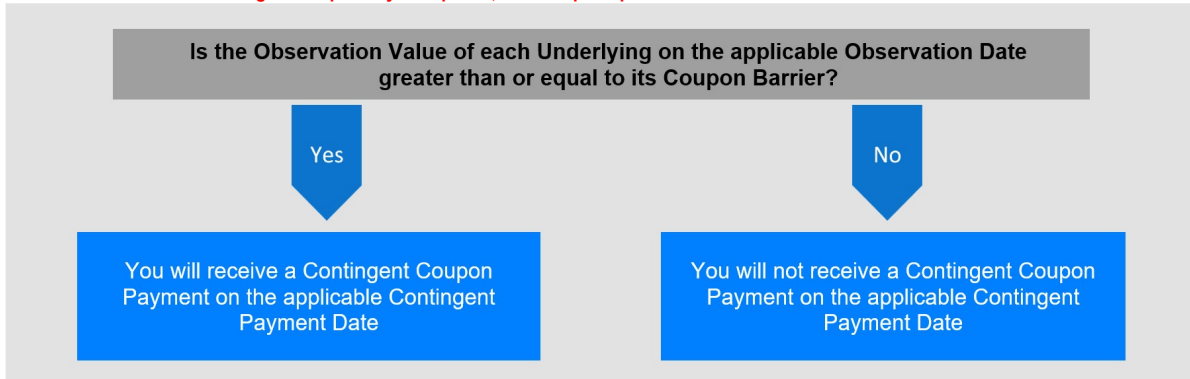 Is the Observation Value of each Underlying on the applicable Observation Date
greater than or equal to its Coupon Barrier?
Yes
No
You will receive a Contingent Coupon
Payment on the applicable Contingent
Payment Date
You will not receive a Contingent Coupon
Payment on the applicable Contingent
Payment Date